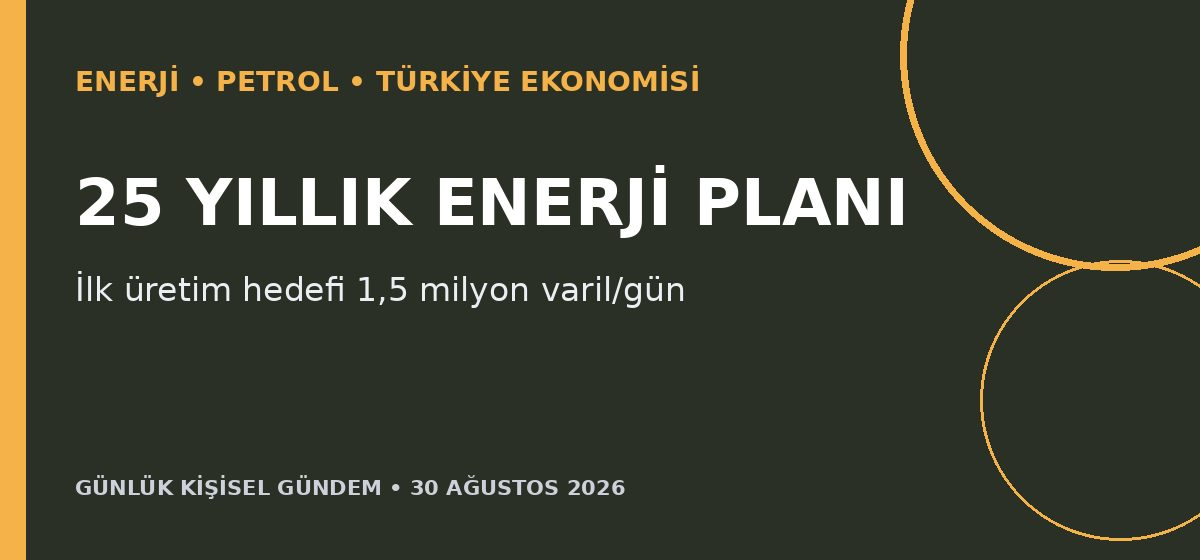 ENERJİ • PETROL • TÜRKİYE EKONOMİSİ
25 YILLIK ENERJİ PLANI
İlk üretim hedefi 1,5 milyon varil/gün
GÜNLÜK KİŞİSEL GÜNDEM • 30 AĞUSTOS 2026